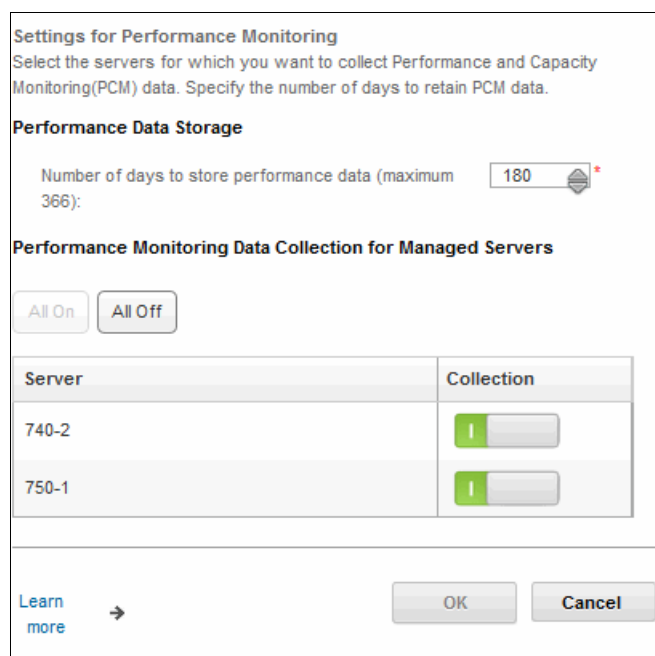 Settings for Performance Monitoring
Select the servers for which you want to collect Performance and Capacity
Monitoring(PCM) data. Specify the number of days to retain PCM data.
Performance Data Storage
Number of days to store performance data (maximum
366):
180 *
Performance Monitoring Data Collection for Managed Servers
All On All Off
Server Collection
740-2 I
750-1 I
Learn
more
OK Cancel